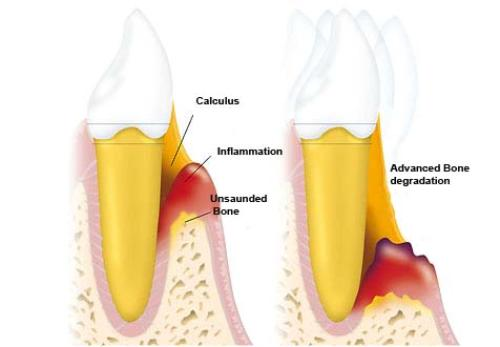 Calculus
Inflammation
Unsaunded
Bone
Advanced Bone
degradation